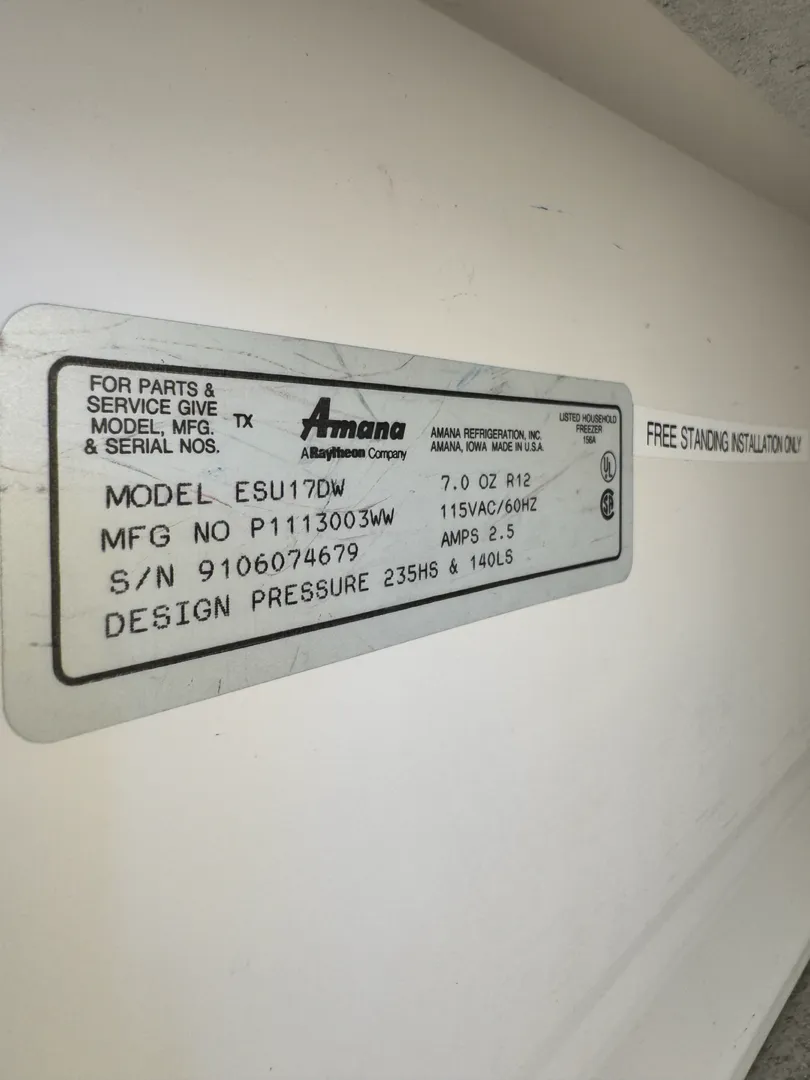 FOR PARTS &
SERVICE GIVE
MODEL, MFG.
& SERIAL NOS.
TX
Amana
A Raytheon Company
AMANA REFRIGERATION, INC.
AMANA, IOWA MADE IN U.S.A.
LISTED HOUSEHOLD
FREEZER
156A
UL
MODEL ESU17DW
MFG NO P1113003WW
S/N 9106074679
DESIGN PRESSURE 235HS & 140LS
7.0 OZ R12
115VAC/60HZ
AMPS 2.5
FREE STANDING INSTALLATION ONLY